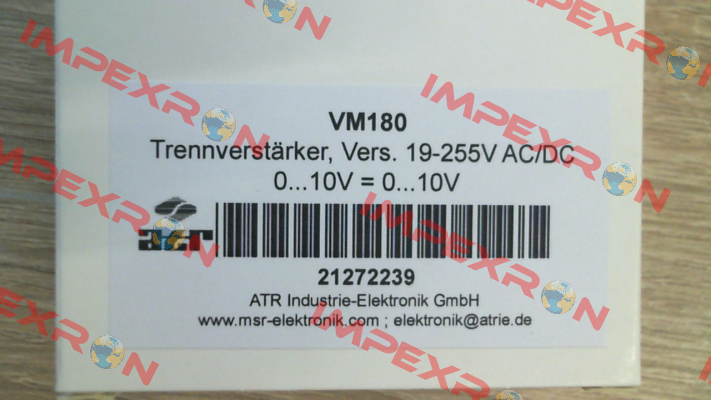 VM180
Trennverstärker, Vers. 19-255V AC/DC
0...10V = 0...10V
atr
21272239
ATR Industrie-Elektronik GmbH
www.msr-elektronik.com ; elektronik@atrie.de
IMPEXRON
IMPEXRON
IMPEXRON
IMPEXRON
IMPEXRON